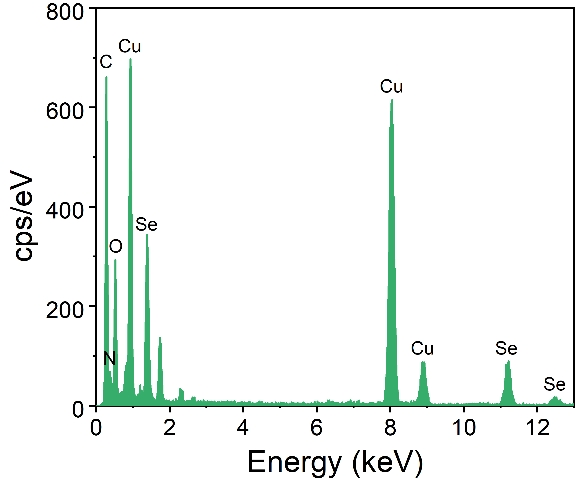 800
600
400
200
0
cps/eV
C
Cu
O
Se
N
Cu
Cu
Se
Se
0 2 4 6 8 10 12
Energy (keV)